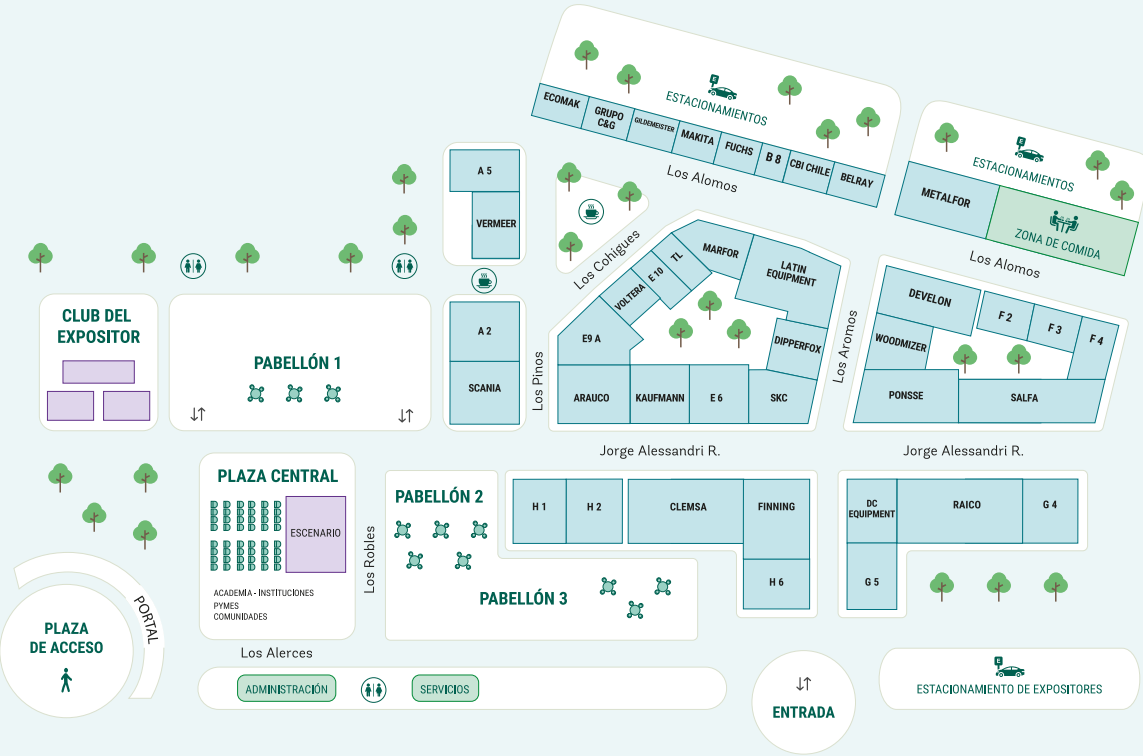 E
ESTACIONAMIENTOS
ECOMAK
GRUPO
C&G
GILDEMEISTER
MAKITA
FUCHS
B 8
CBI CHILE
BELRAY
Los Alomos
E
ESTACIONAMIENTOS
METALFOR
ZONA DE COMIDA
Los Alomos
A 5
VERMEER
Los Cohigues
MARFOR
TL
E 10
VOLTERA
LATIN
EQUIPMENT
E9 A
DIPPERFOX
ARAUCO
KAUFMANN
E 6
SKC
Los Pinos
Los Aromos
DEVELON
F 2
F 3
F 4
WOODMIZER
PONSSE
SALFA
CLUB DEL
EXPOSITOR
PABELLÓN 1
A 2
SCANIA
Jorge Alessandri R.
Jorge Alessandri R.
PLAZA CENTRAL
ESCENARIO
ACADEMÍA - INSTITUCIONES
PYMES
COMUNIDADES
Los Robles
PABELLÓN 2
PABELLÓN 3
H 1
H 2
CLEMSA
FINNING
H 6
DC
EQUIPMENT
RAICO
G 4
G 5
PORTAL
PLAZA
DE ACCESO
Los Alerces
ADMINISTRACIÓN
SERVICIOS
ENTRADA
E
ESTACIONAMIENTO DE EXPOSITORES